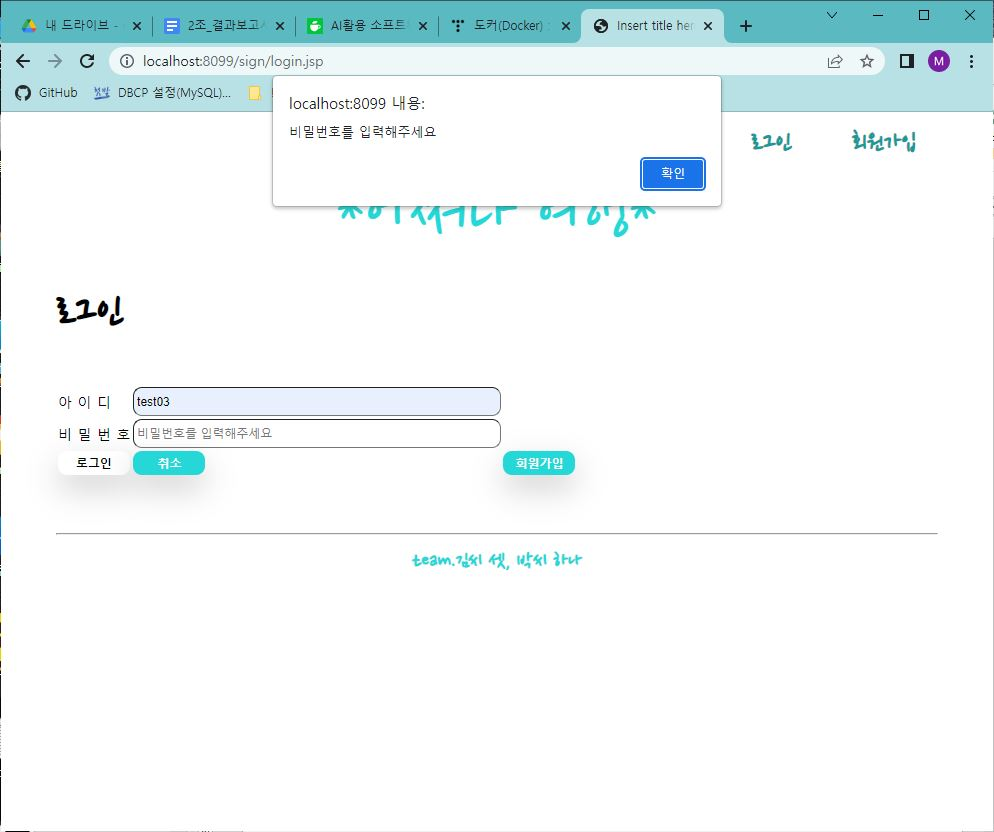 내 드라이브 -
2조_결과보고서
AI활용 소프트
도커(Docker)
Insert title her
localhost:8099/sign/login.jsp
M
GitHub
DBCP 설정(MySQL)...
localhost:8099 내용:
비밀번호를 입력해주세요
확인
로그인 회원가입
여행*
로그인
아 이 디 test03
비 밀 번 호 비밀번호를 입력해주세요
로그인 취소 회원가입
team.김씨 셋, 박씨 하나